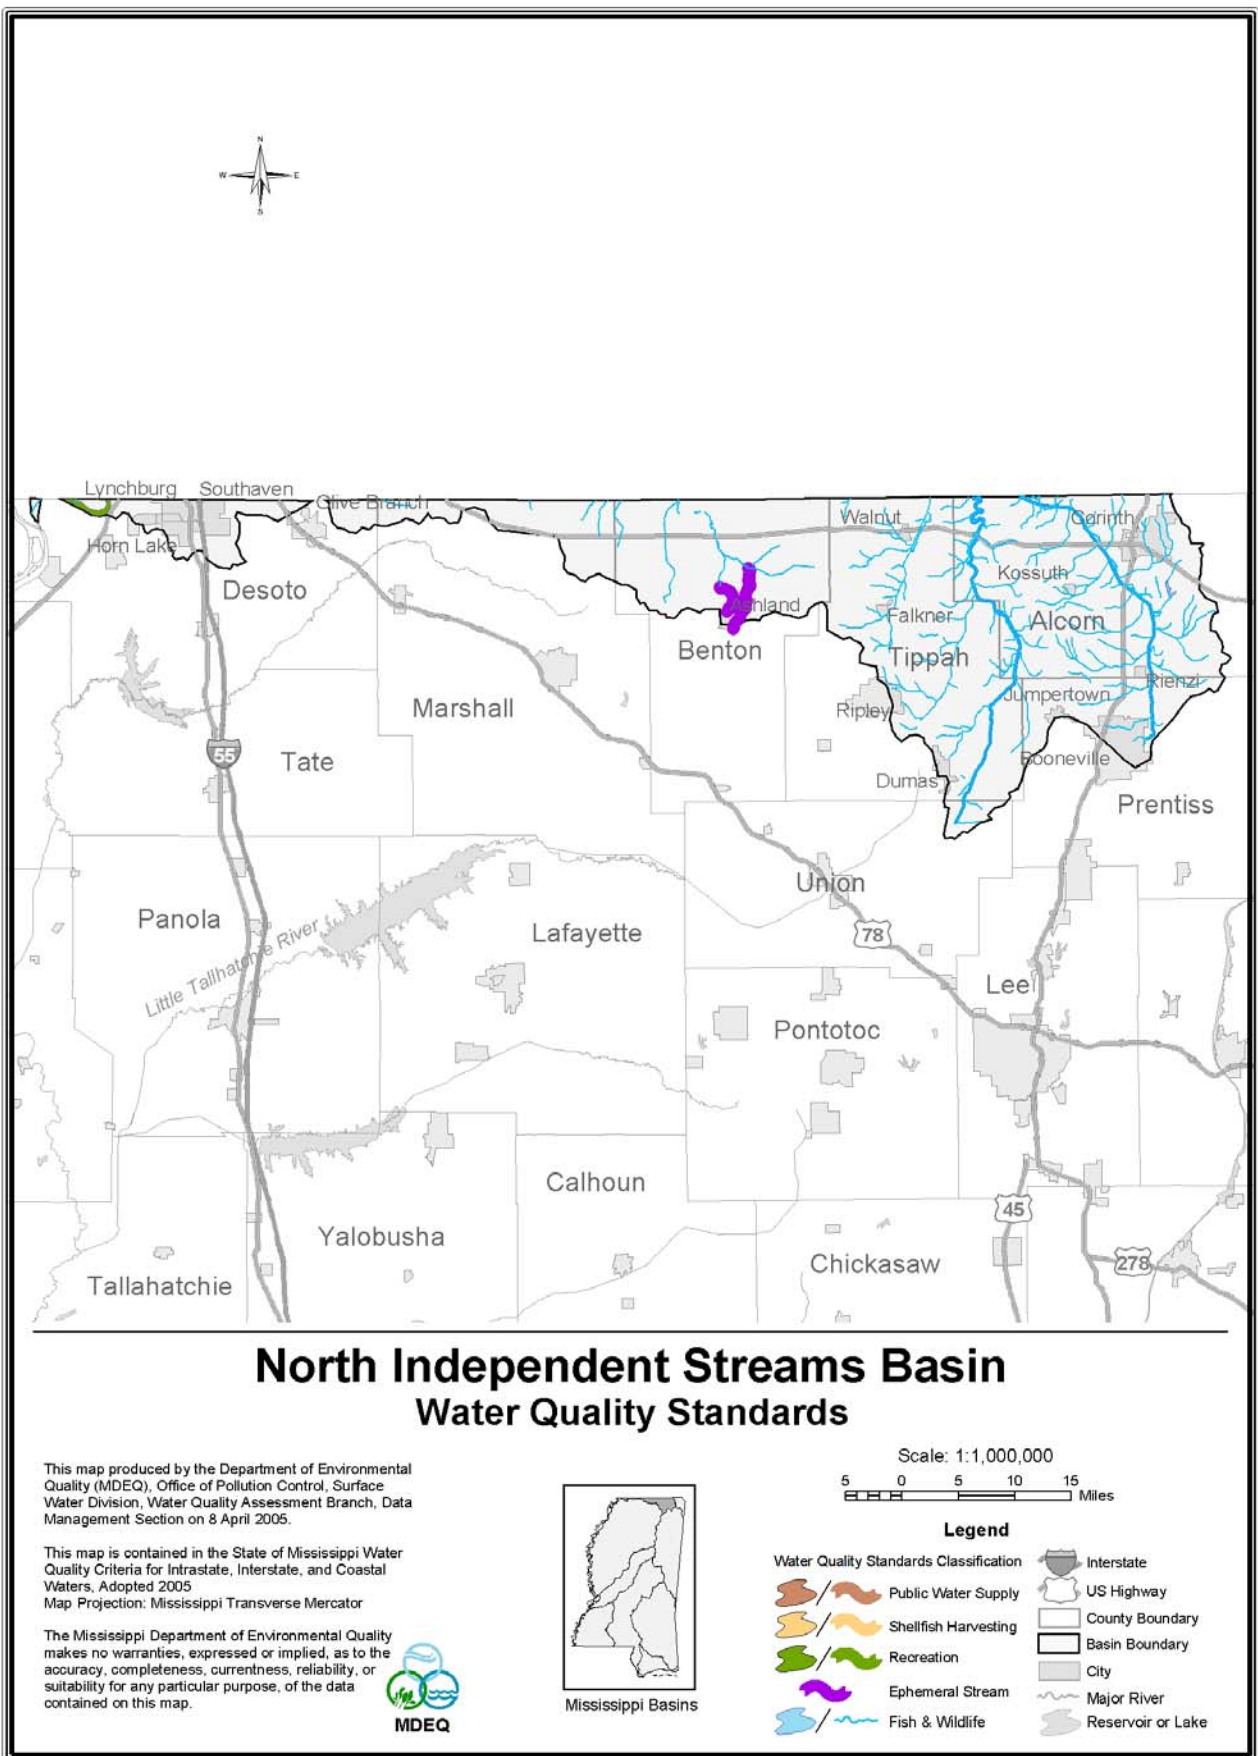 N
W E
S
Lynchburg Southaven
Olive Branch
Walnut
Corinth
Horn Lake
Desoto
Kossuth
Ashland
Falkner
Alcorn
Benton
Tippah
Rienzi
Jumpertown
Marshall
Ripley
55
Tate
Booneville
Dumas
Prentiss
Union
Panola
Lafayette
78
Little Tallhatchie River
Lee
Pontotoc
Calhoun
45
Yalobusha
Chickasaw
278
Tallahatchie
North Independent Streams Basin
Water Quality Standards
This map produced by the Department of Environmental
Quality (MDEQ), Office of Pollution Control, Surface
Water Division, Water Quality Assessment Branch, Data
Management Section on 8 April 2005.
This map is contained in the State of Mississippi Water
Quality Criteria for Intrastate, Interstate, and Coastal
Waters, Adopted 2005
Map Projection: Mississippi Transverse Mercator
The Mississippi Department of Environmental Quality
makes no warranties, expressed or implied, as to the
accuracy, completeness, currentness, reliability, or
suitability for any particular purpose, of the data
contained on this map.
MDEQ
Mississippi Basins
Scale: 1:1,000,000
5 0 5 10 15
Miles
Legend
Water Quality Standards Classification
Public Water Supply
Shellfish Harvesting
Recreation
Ephemeral Stream
Fish & Wildlife
Interstate
US Highway
County Boundary
Basin Boundary
City
Major River
Reservoir or Lake